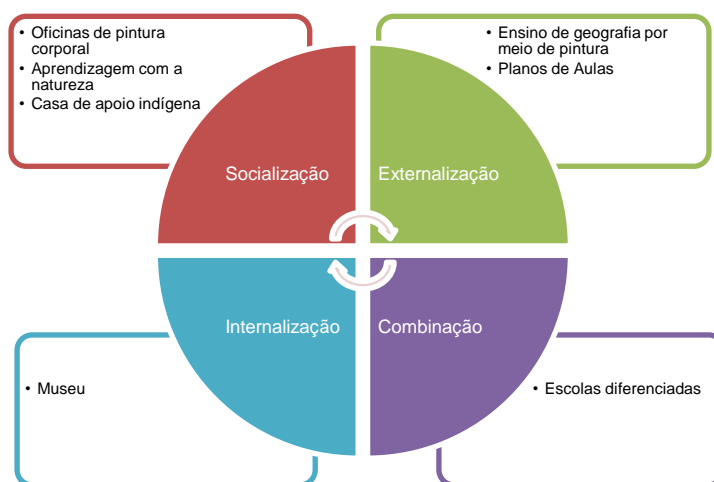 • Oficinas de pintura
corporal
• Aprendizagem com a
natureza
• Casa de apoio indígena
• Ensino de geografia por
meio de pintura
• Planos de Aulas
Socialização
Externalização
Internalização
Combinação
• Museu
• Escolas diferenciadas